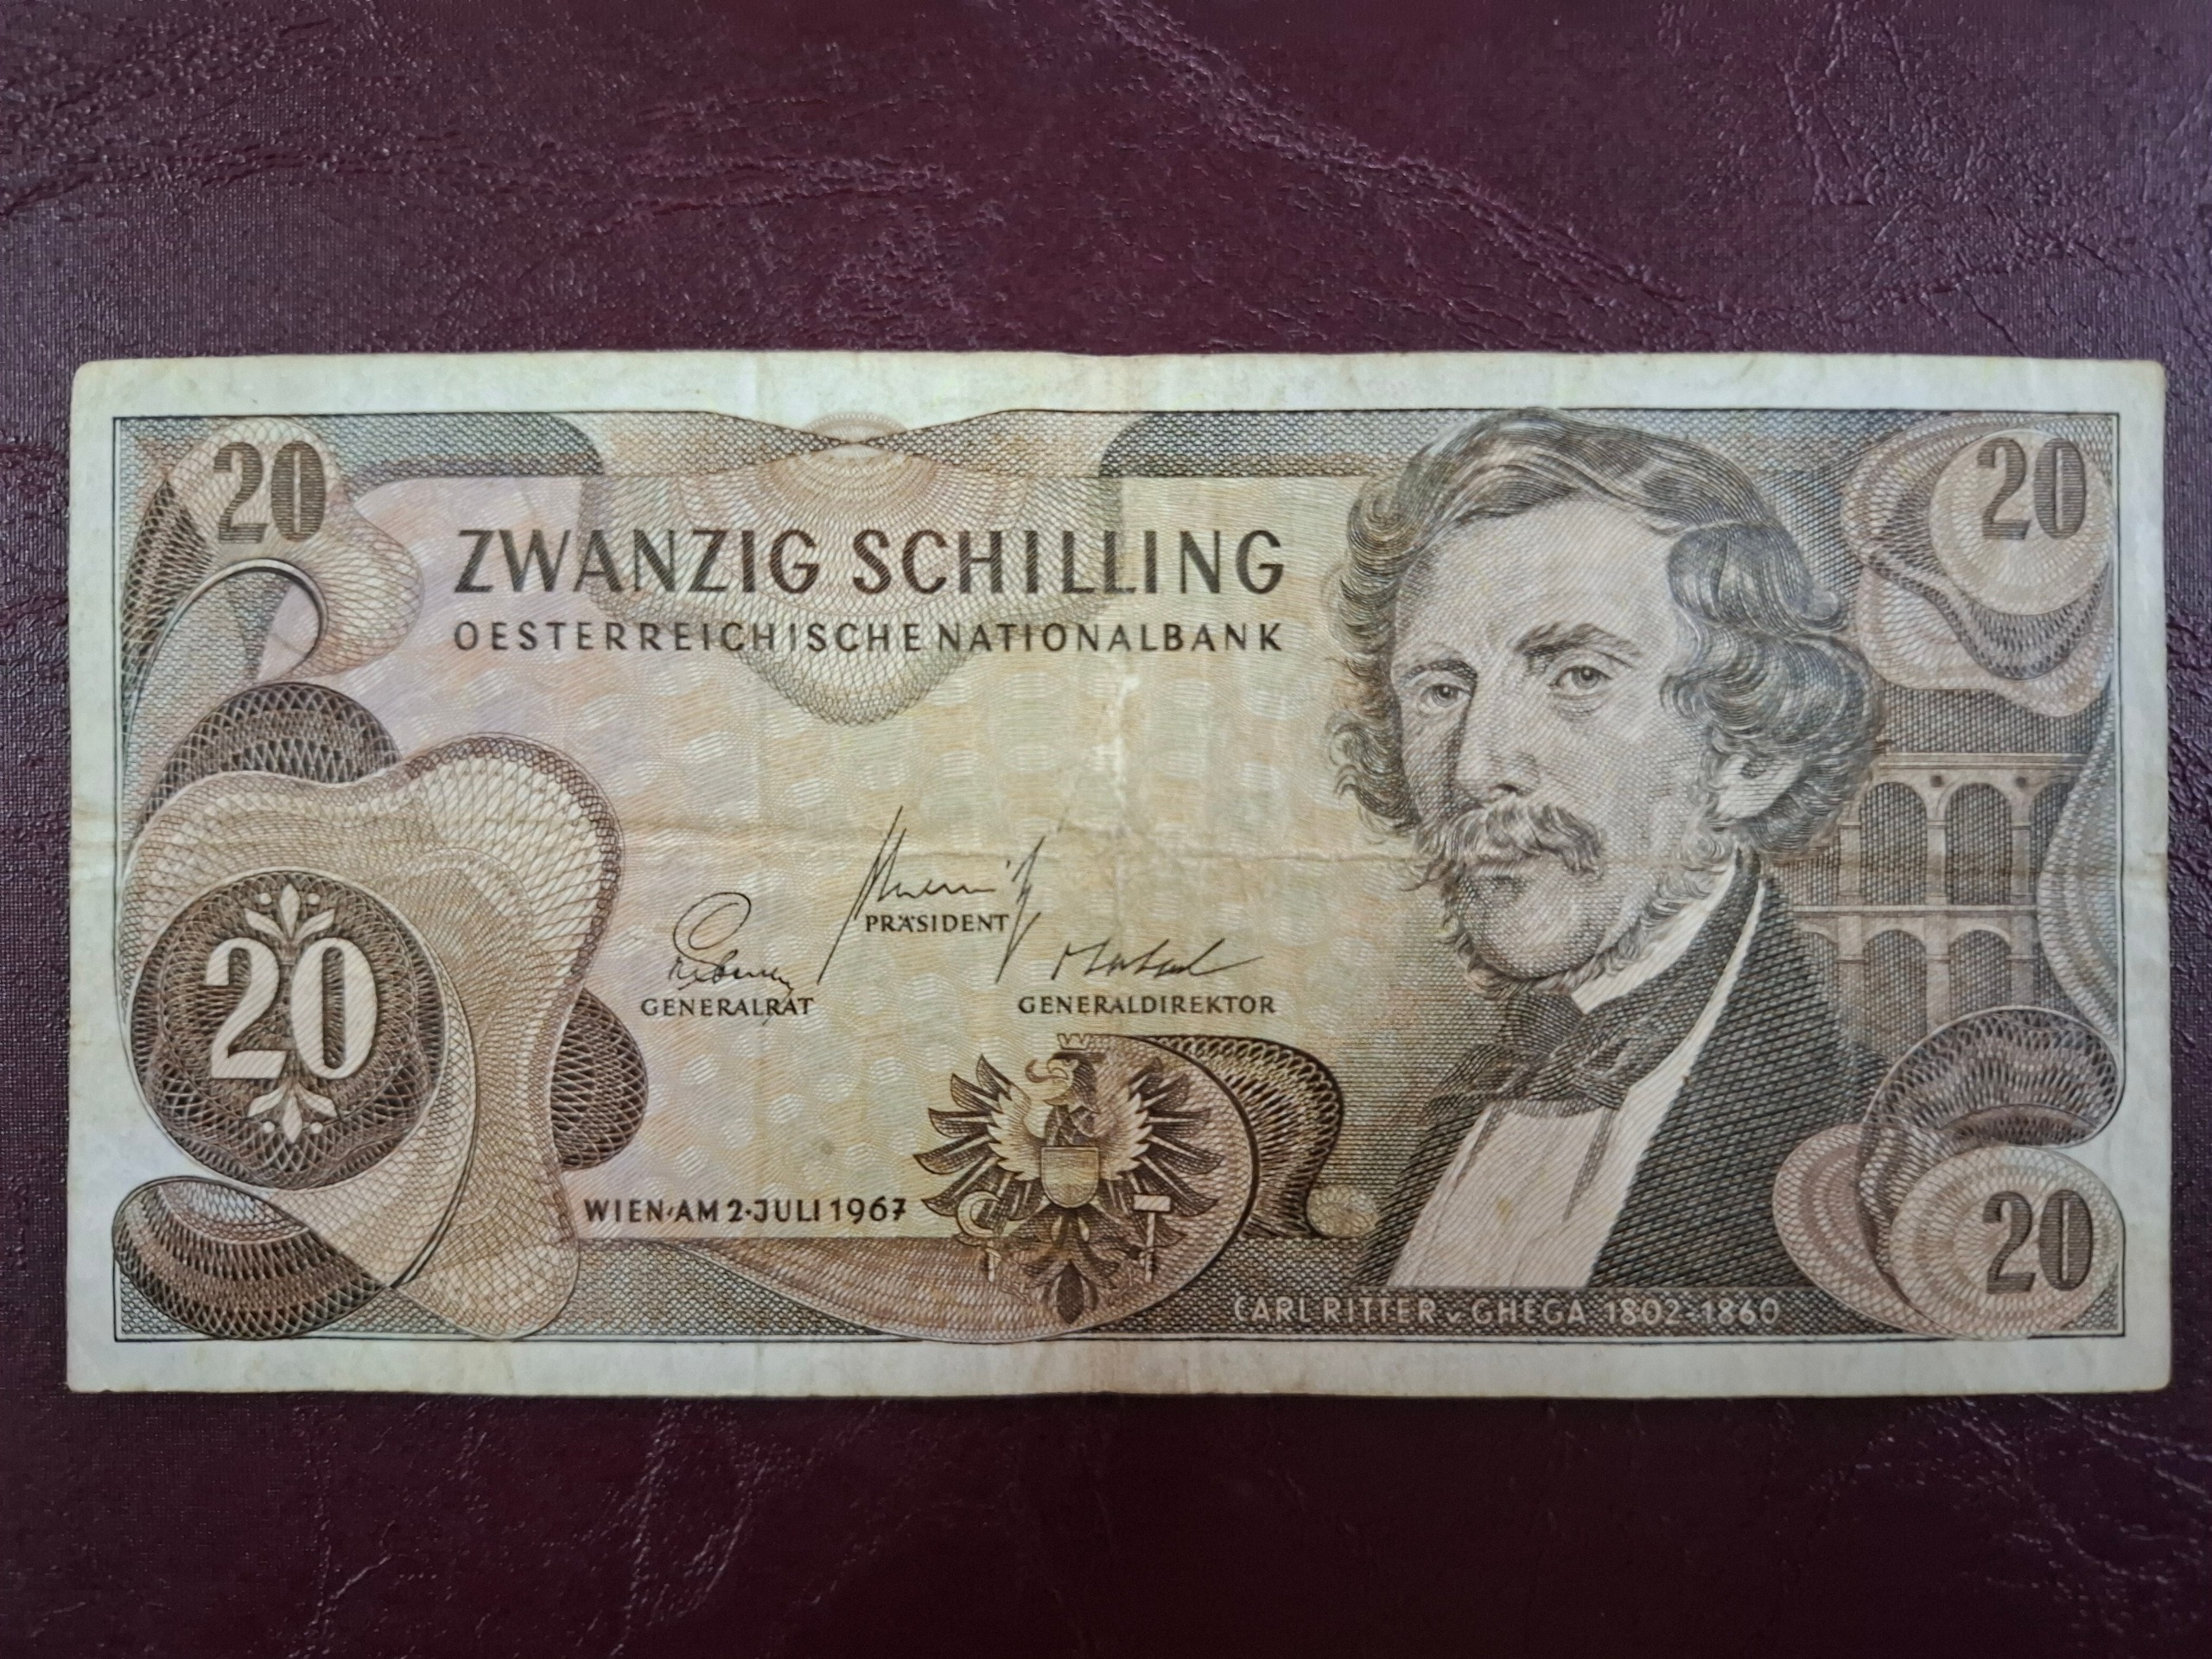 20
20
ZWANZIG SCHILLING
OESTERREICHISCHE NATIONALBANK
PRÄSIDENT
GENERALRAT
GENERALDIREKTOR
20
WIEN·AM 2·JULI 1967
20
CARL RITTER v GHEGA 1802-1860